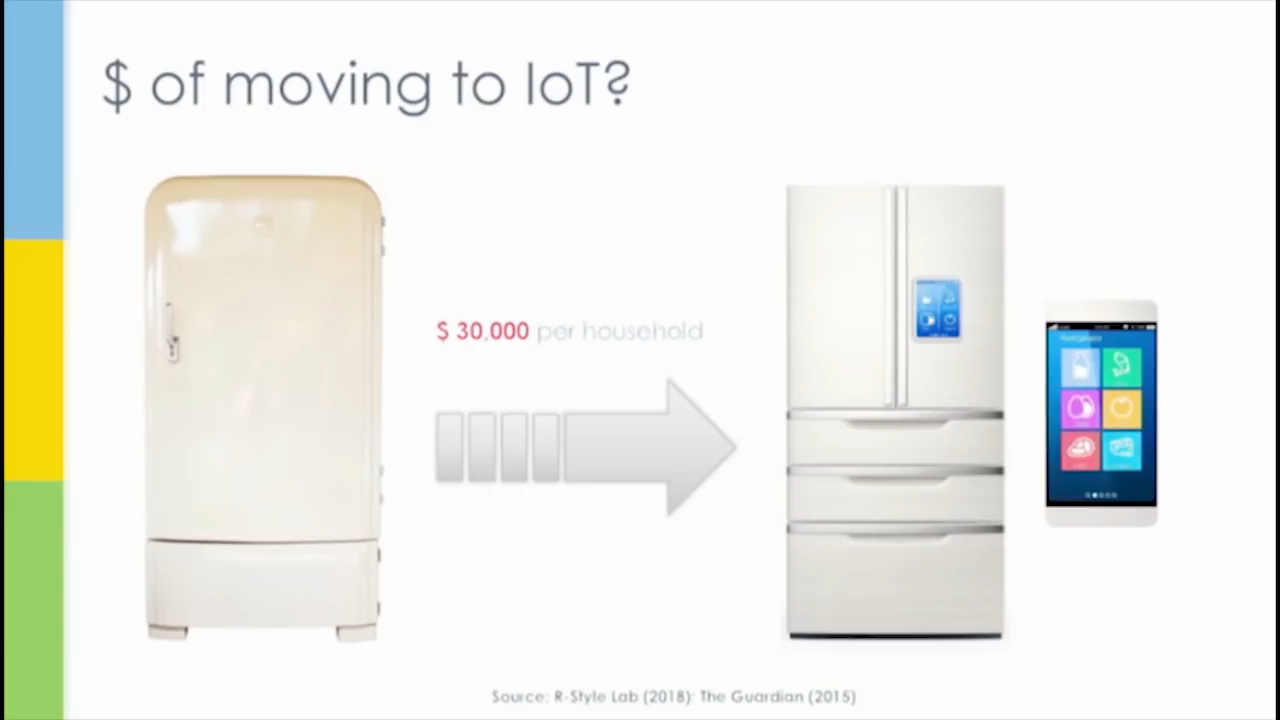 $ of moving to IoT?
$ 30,000 per household
Source: R-Style Lab (2018); The Guardian (2015)